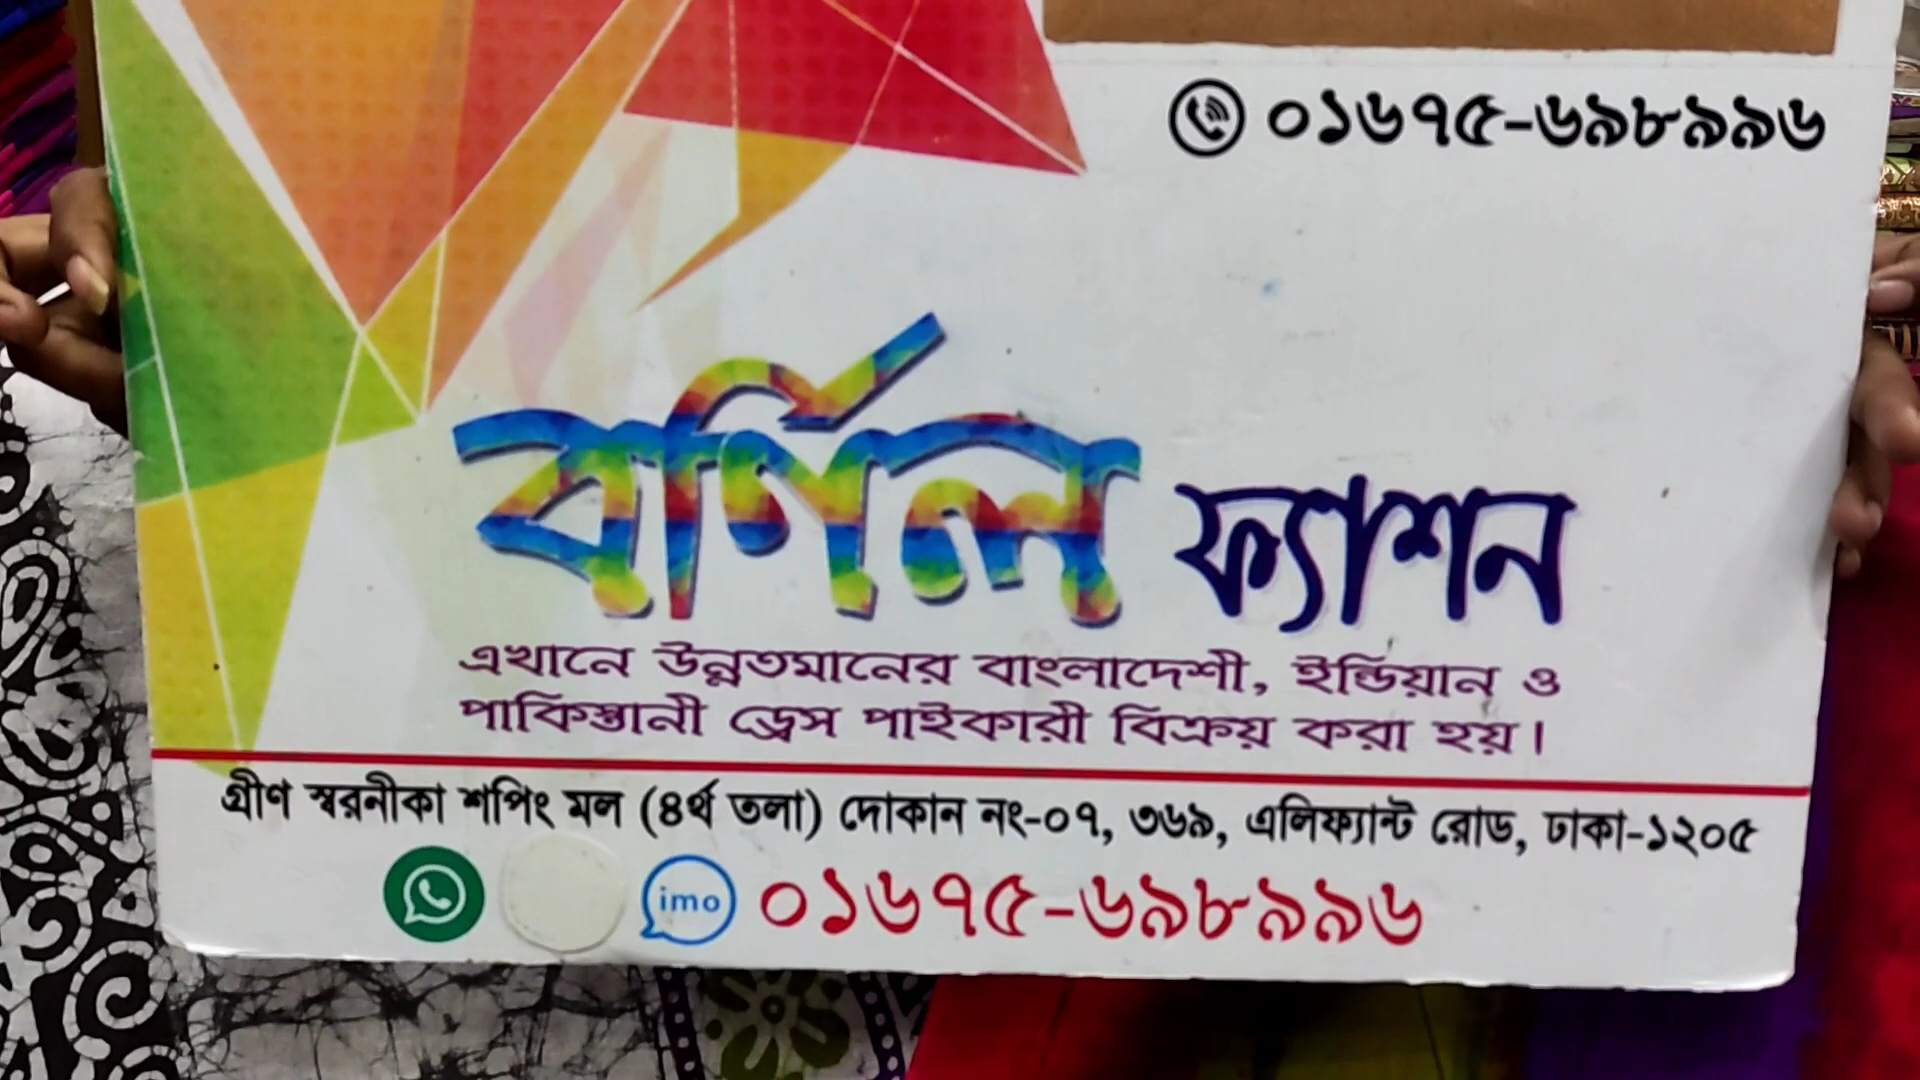 ০১৬৭৫-৬৯৮৯৯৬
বর্ণিল ফ্যাশন
এখানে উন্নতমানের বাংলাদেশী, ইন্ডিয়ান ও
পাকিস্তানী ড্রেস পাইকারী বিক্রয় করা হয়।
গ্রীণ স্বরনীকা শপিং মল (৪র্থ তলা) দোকান নং-০৭, ৩৬৯, এলিফ্যান্ট রোড, ঢাকা-১২০৫
imo ০১৬৭৫-৬৯৮৯৯৬